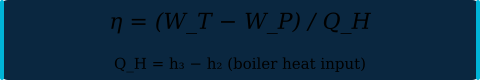 η = (W_T − W_P) / Q_H
Q_H = h₃ − h₂ (boiler heat input)